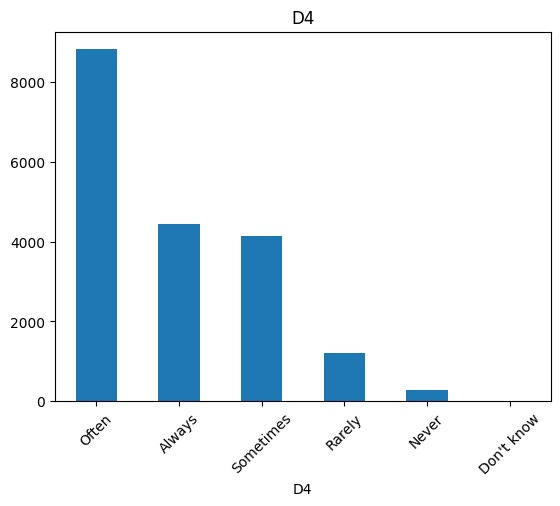 D4
8000
6000
4000
2000
0
Often
Always
Sometimes
Rarely
Never
Don't know
D4